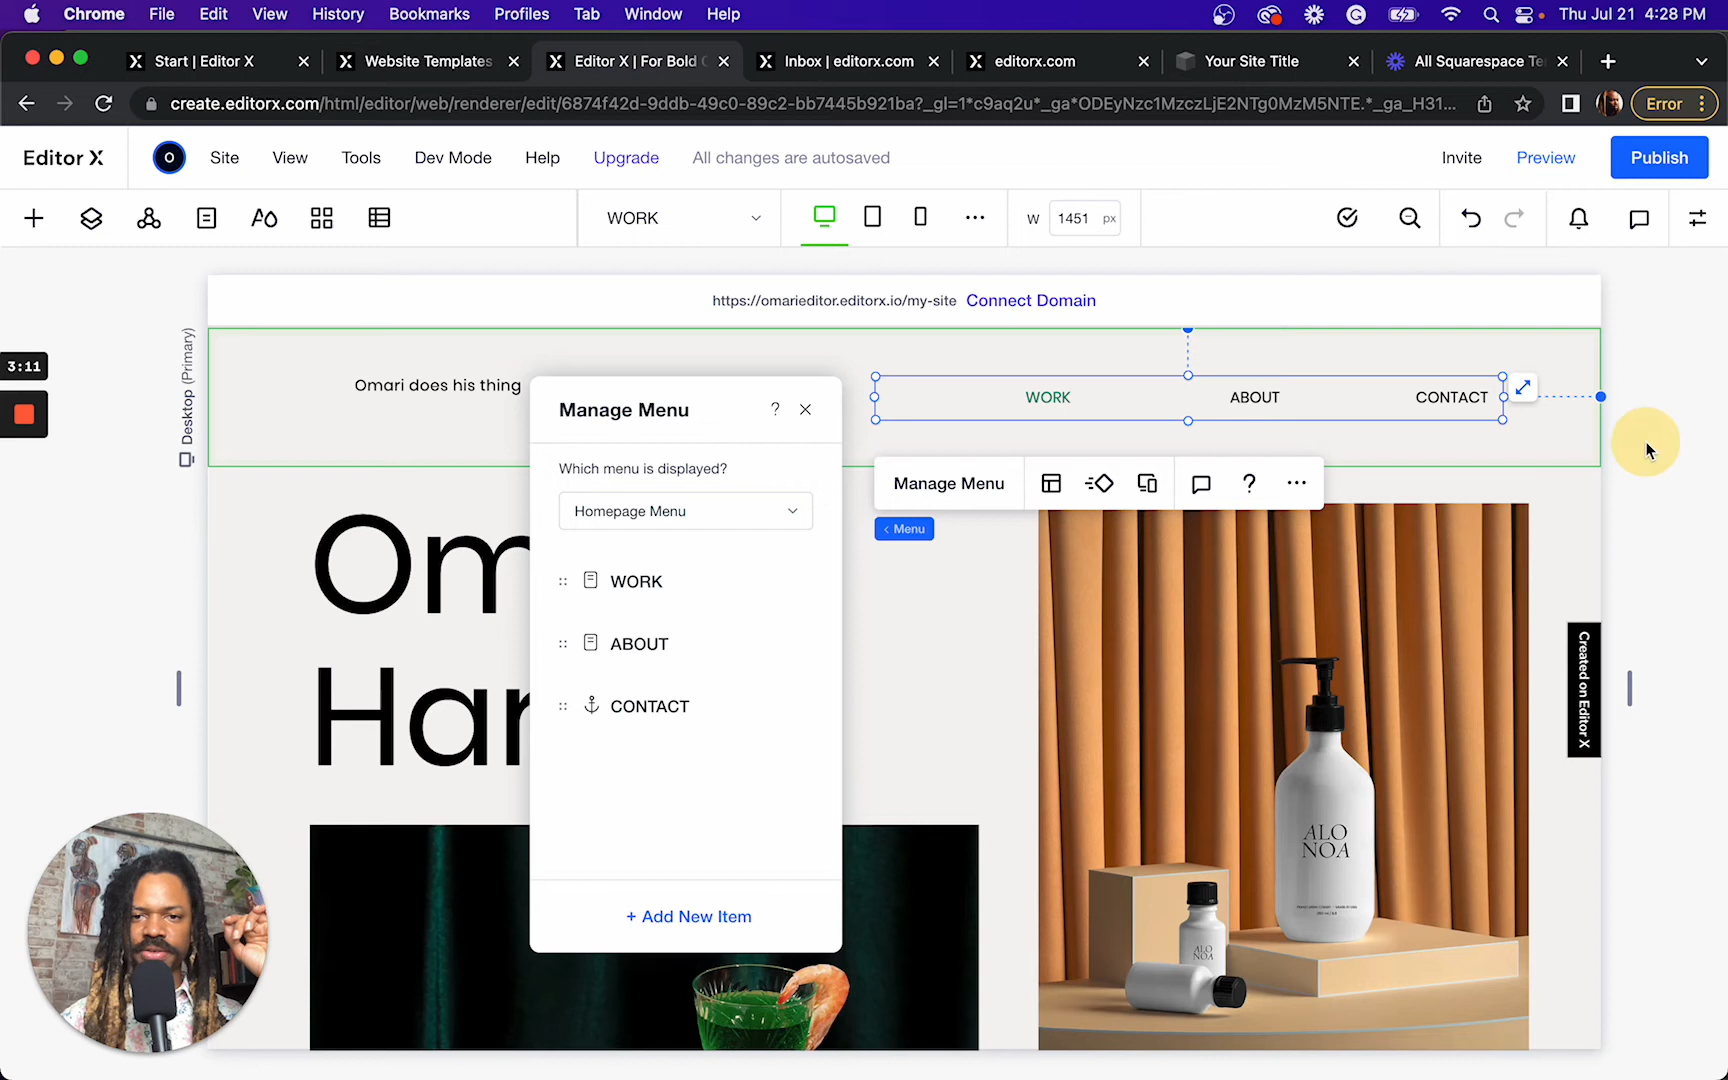 Chrome File Edit View History Bookmarks Profiles Tab Window Help Thu Jul 21 4:28 PM
Start | Editor X Website Templates Editor X | For Bold C Inbox | editorx.com editorx.com Your Site Title All Squarespace Te
create.editorx.com/html/editor/web/renderer/edit/6874f42d-9ddb-49c0-89c2-bb7445b921ba?_gl=1*c9aq2u*_ga*ODEyNzc1MzczLjE2NTg0MzM5NTE.*_ga_H31... Error
Editor X O Site View Tools Dev Mode Help Upgrade All changes are autosaved Invite Preview Publish
WORK W 1451 px
https://omarieditor.editorx.io/my-site Connect Domain
Desktop (Primary)
3:11
Omari does his thing
WORK ABOUT CONTACT
Manage Menu ?
Which menu is displayed?
Homepage Menu
WORK
ABOUT
CONTACT
+ Add New Item
Manage Menu ?
< Menu
Om
Har
Created on Editor X
ALO
NOA
ALO
NOA